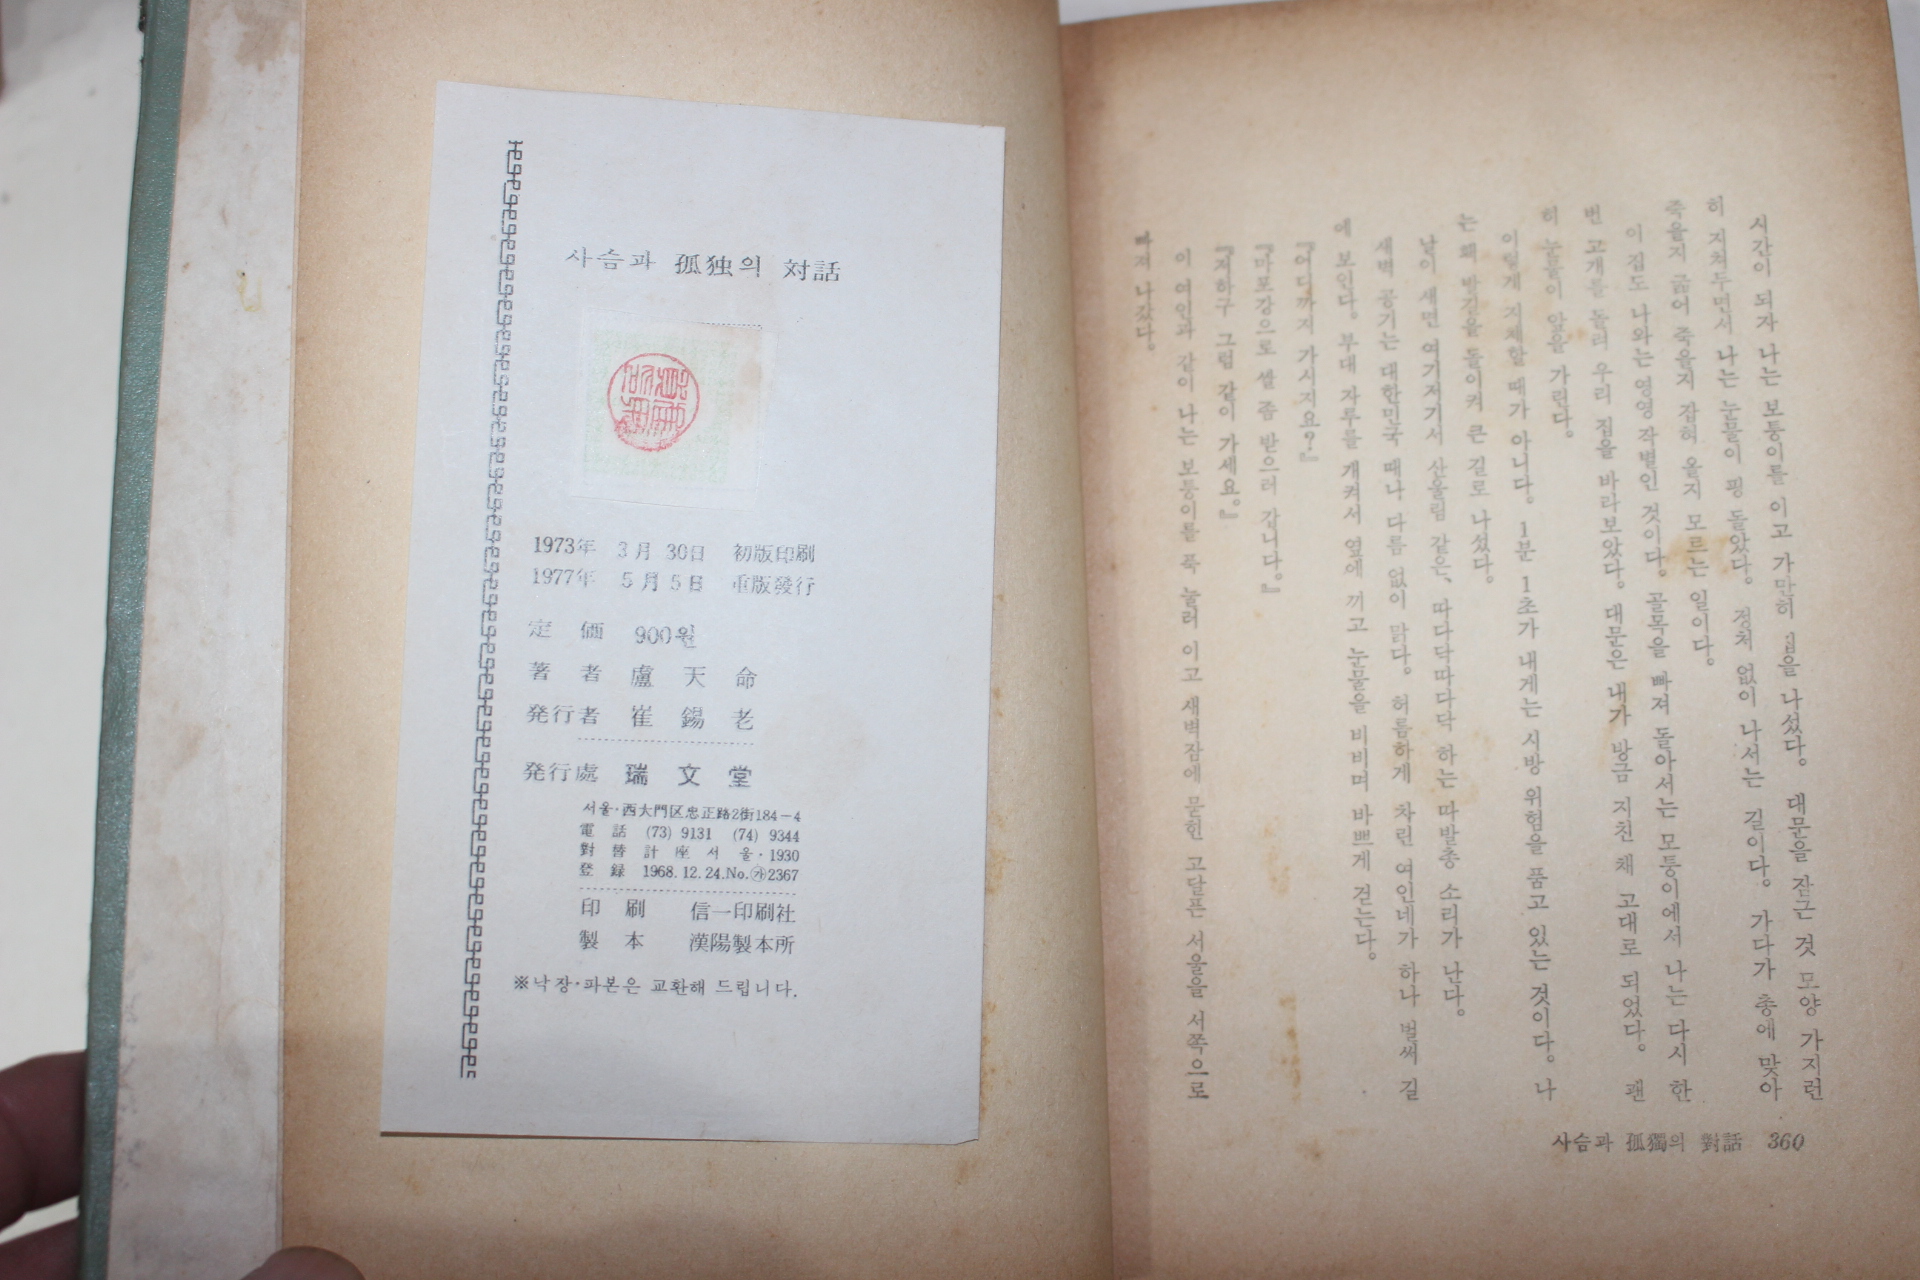 사슴과 孤独의 対話
1973年 3月 30日 初版印刷
1977年 5月 5日 重版發行
定 価 900원
著 者 盧 天 命
発行者 崔 錫 老
発行處 瑞 文 堂
서울·西大門区忠正路2街184-4
電 話 (73) 9131 (74) 9344
對 替 計 座 서 울·1930
登 録 1968.12.24.No.㉮2367
印 刷 信一印刷社
製 本 漢陽製本所
※낙장·파본은 교환해 드립니다.
시간이 되자 나는 보퉁이를 이고 가만히 집을 나섰다. 대문을 잠근 것 모양 가지런
히 지쳐두면서 나는 눈물이 핑 돌았다. 정처 없이 나서는 길이다. 가다가 총에 맞아
죽을지 굶어 죽을지 잡혀 올지 모르는 일이다.
이 집도 나와는 영영 작별인 것이다. 골목을 빠져 돌아서는 모퉁이에서 나는 다시 한
번 고개를 돌려 우리 집을 바라보았다. 대문은 내가 방금 지친 채 고대로 되었다. 괜
히 눈물이 앞을 가린다.
이렇게 지체할 때가 아니다. 1분 1초가 내게는 시방 위험을 품고 있는 것이다. 나
는 홱 발길을 돌이켜 큰 길로 나섰다.
날이 새면 여기저기서 산울림 같은, 따다닥따다닥 하는 따발총 소리가 난다.
새벽 공기는 대한민국 때나 다름 없이 맑다. 허름하게 차린 여인네가 하나 벌써 길
에 보인다. 부대 자루를 개켜서 옆에 끼고 눈물을 비비며 바쁘게 걷는다.
『어디까지 가시지요?』
『마포강으로 쌀 좀 받으러 간니다.』
『저하구 그럼 같이 가세요.』
이 여인과 같이 나는 보퉁이를 푹 눌러 이고 새벽잠에 묻힌 고달픈 서울을 서쪽으로
빠져 나갔다.
사슴과 孤獨의 對話 360